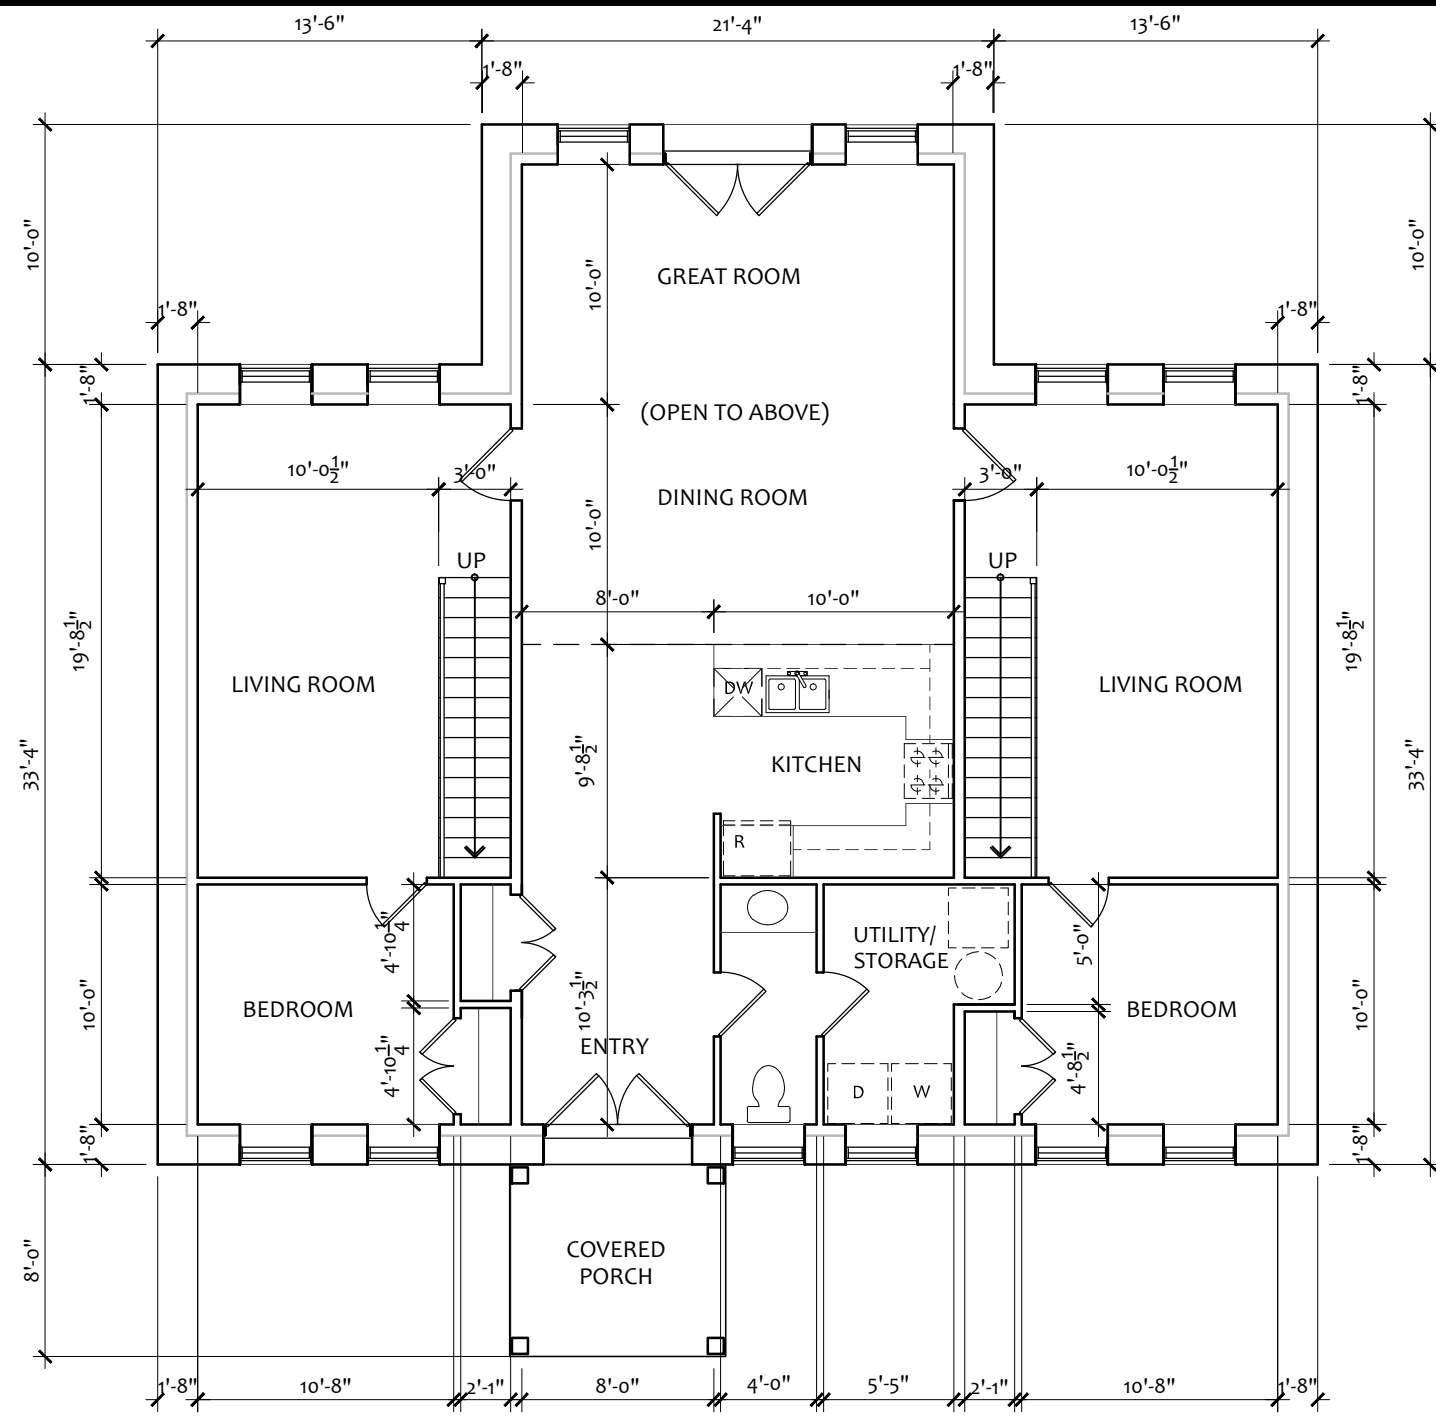 13'-6"
21'-4"
13'-6"
1'-8"
1'-8"
10'-0"
10'-0"
10'-0"
GREAT ROOM
1'-8"
1'-8"
1'-8"
1'-8"
(OPEN TO ABOVE)
10'-0½"
3'-0"
10'-0"
DINING ROOM
3'-0"
10'-0½"
UP
UP
8'-0"
10'-0"
19'-8½"
19'-8½"
LIVING ROOM
DW
LIVING ROOM
33'-4"
9'-8½"
KITCHEN
33'-4"
R
4'-10¼"
UTILITY/
STORAGE
5'-0"
10'-0"
BEDROOM
10'-3½"
BEDROOM
10'-0"
ENTRY
4'-10¼"
D
W
4'-8½"
1'-8"
1'-8"
8'-0"
COVERED
PORCH
1'-8"
10'-8"
2'-1"
8'-0"
4'-0"
5'-5"
2'-1"
10'-8"
1'-8"